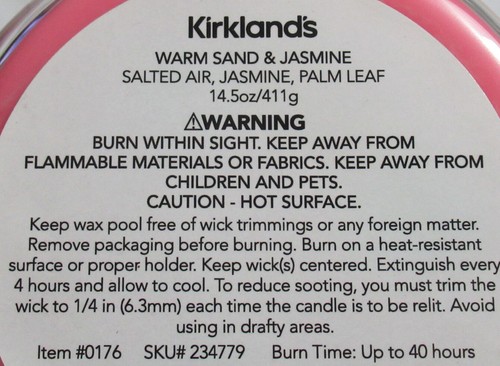 Kirkland's
WARM SAND & JASMINE
SALTED AIR, JASMINE, PALM LEAF
14.5oz/411g
⚠WARNING
BURN WITHIN SIGHT. KEEP AWAY FROM
FLAMMABLE MATERIALS OR FABRICS. KEEP AWAY FROM
CHILDREN AND PETS.
CAUTION - HOT SURFACE.
Keep wax pool free of wick trimmings or any foreign matter.
Remove packaging before burning. Burn on a heat-resistant
surface or proper holder. Keep wick(s) centered. Extinguish every
4 hours and allow to cool. To reduce sooting, you must trim the
wick to 1/4 in (6.3mm) each time the candle is to be relit. Avoid
using in drafty areas.
Item #0176 SKU# 234779 Burn Time: Up to 40 hours